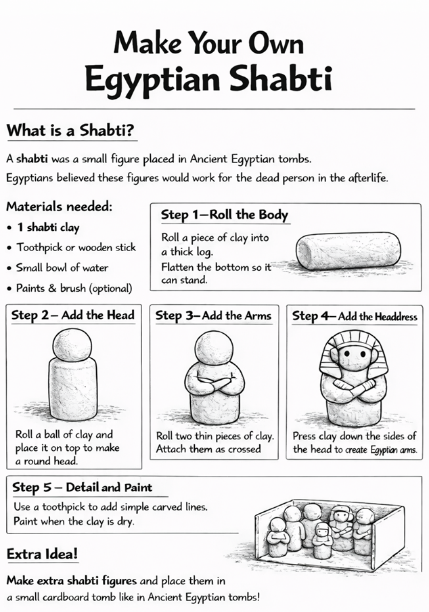 Make Your Own
Egyptian Shabti
What is a Shabti?
A shabti was a small figure placed in Ancient Egyptian tombs.
Egyptians believed these figures would work for the dead person in the afterlife.
Materials needed:
• 1 shabti clay
• Toothpick or wooden stick
• Small bowl of water
• Paints & brush (optional)
Step 1—Roll the Body
Roll a piece of clay into
a thick log.
Flatten the bottom so it
can stand.
Step 2 – Add the Head
Roll a ball of clay and
place it on top to make
a round head.
Step 3—Add the Arms
Roll two thin pieces of clay.
Attach them as crossed
Step 4—Add the Headdress
Press clay down the sides of
the head to create Egyptian arms.
Step 5 – Detail and Paint
Use a toothpick to add simple carved lines.
Paint when the clay is dry.
Extra Idea!
Make extra shabti figures and place them in
a small cardboard tomb like in Ancient Egyptian tombs!